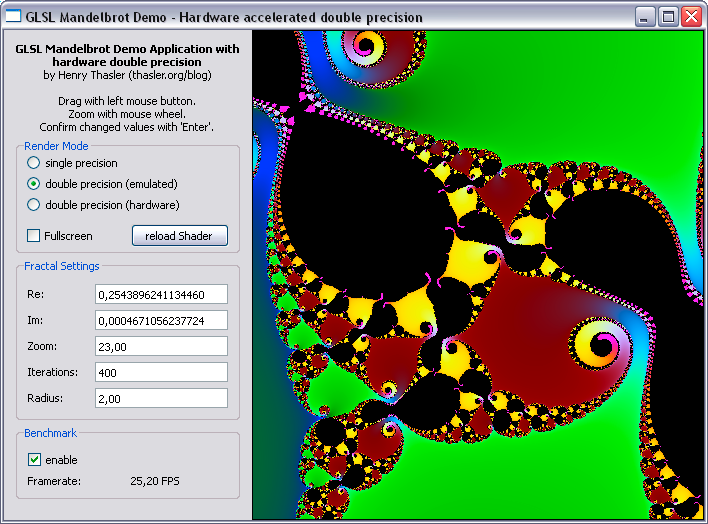 GLSL Mandelbrot Demo - Hardware accelerated double precision
GLSL Mandelbrot Demo Application with
hardware double precision
by Henry Thasler (thasler.org/blog)
Drag with left mouse button.
Zoom with mouse wheel.
Confirm changed values with 'Enter'.
Render Mode
single precision
double precision (emulated)
double precision (hardware)
Fullscreen reload Shader
Fractal Settings
Re: 0,2543896241134460
Im: 0,0004671056237724
Zoom: 23,00
Iterations: 400
Radius: 2,00
Benchmark
enable
Framerate: 25,20 FPS